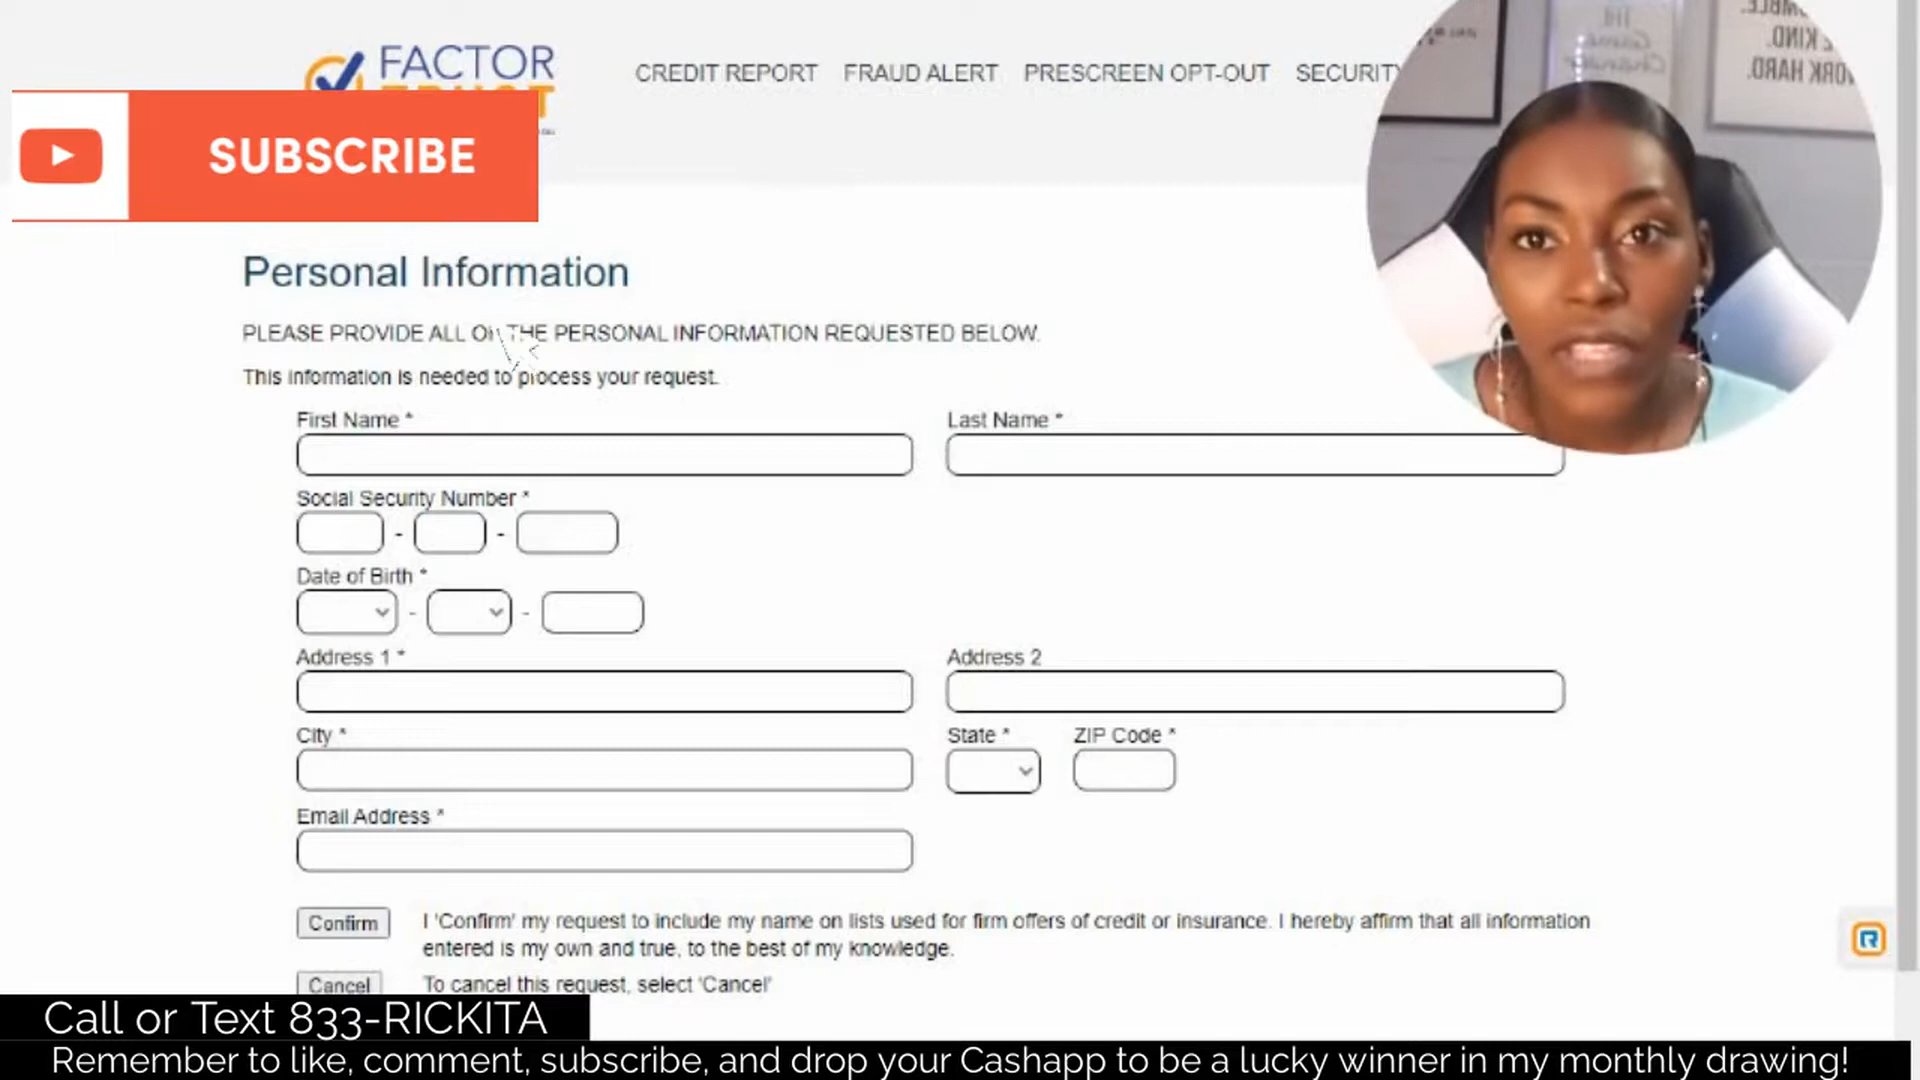 FACTOR
CREDIT REPORT FRAUD ALERT PRESCREEN OPT-OUT SECURITY
SUBSCRIBE
KIND.
WORK HARD.
Personal Information
PLEASE PROVIDE ALL OF THE PERSONAL INFORMATION REQUESTED BELOW.
This information is needed to process your request.
First Name * Last Name *
Social Security Number *
- -
Date of Birth *
- -
Address 1 * Address 2
City * State * ZIP Code *
Email Address *
Confirm I 'Confirm' my request to include my name on lists used for firm offers of credit or insurance. I hereby affirm that all information
entered is my own and true, to the best of my knowledge.
Cancel To cancel this request, select 'Cancel'
Call or Text 833-RICKITA
Remember to like, comment, subscribe, and drop your Cashapp to be a lucky winner in my monthly drawing!